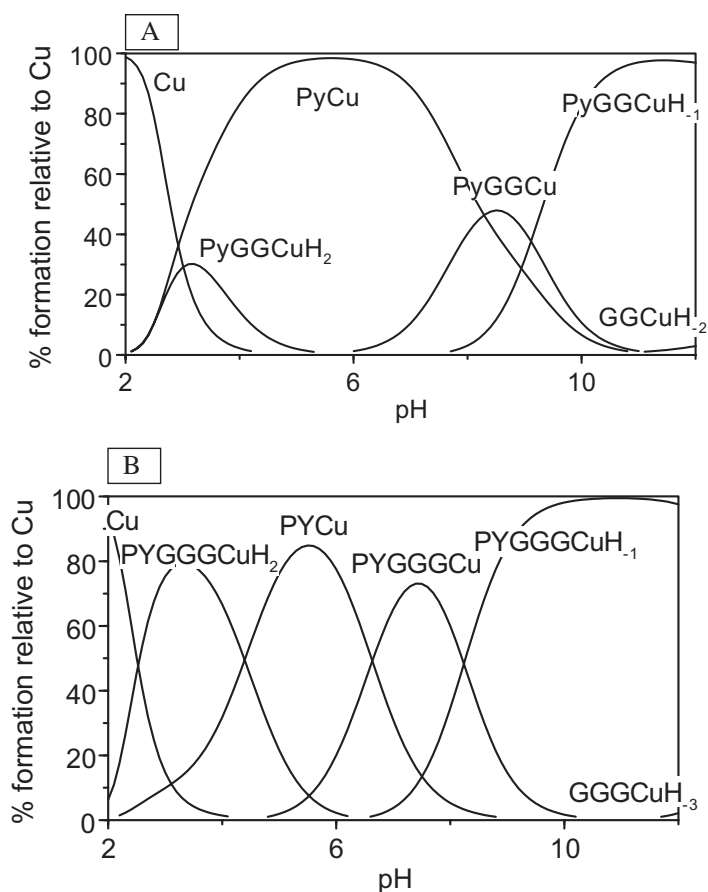 A
% formation relative to Cu
100
80
60
40
20
0
Cu
PyCu
PyGGCuH₂
PyGGCu
PyGGCuH₋₁
GGCuH₋₂
2
6
10
pH
B
% formation relative to Cu
100
80
60
40
20
0
Cu
PYGGGCuH₂
PYCu
PYGGGCu
PYGGGCuH₋₁
GGGCuH₋₃
2
6
10
pH